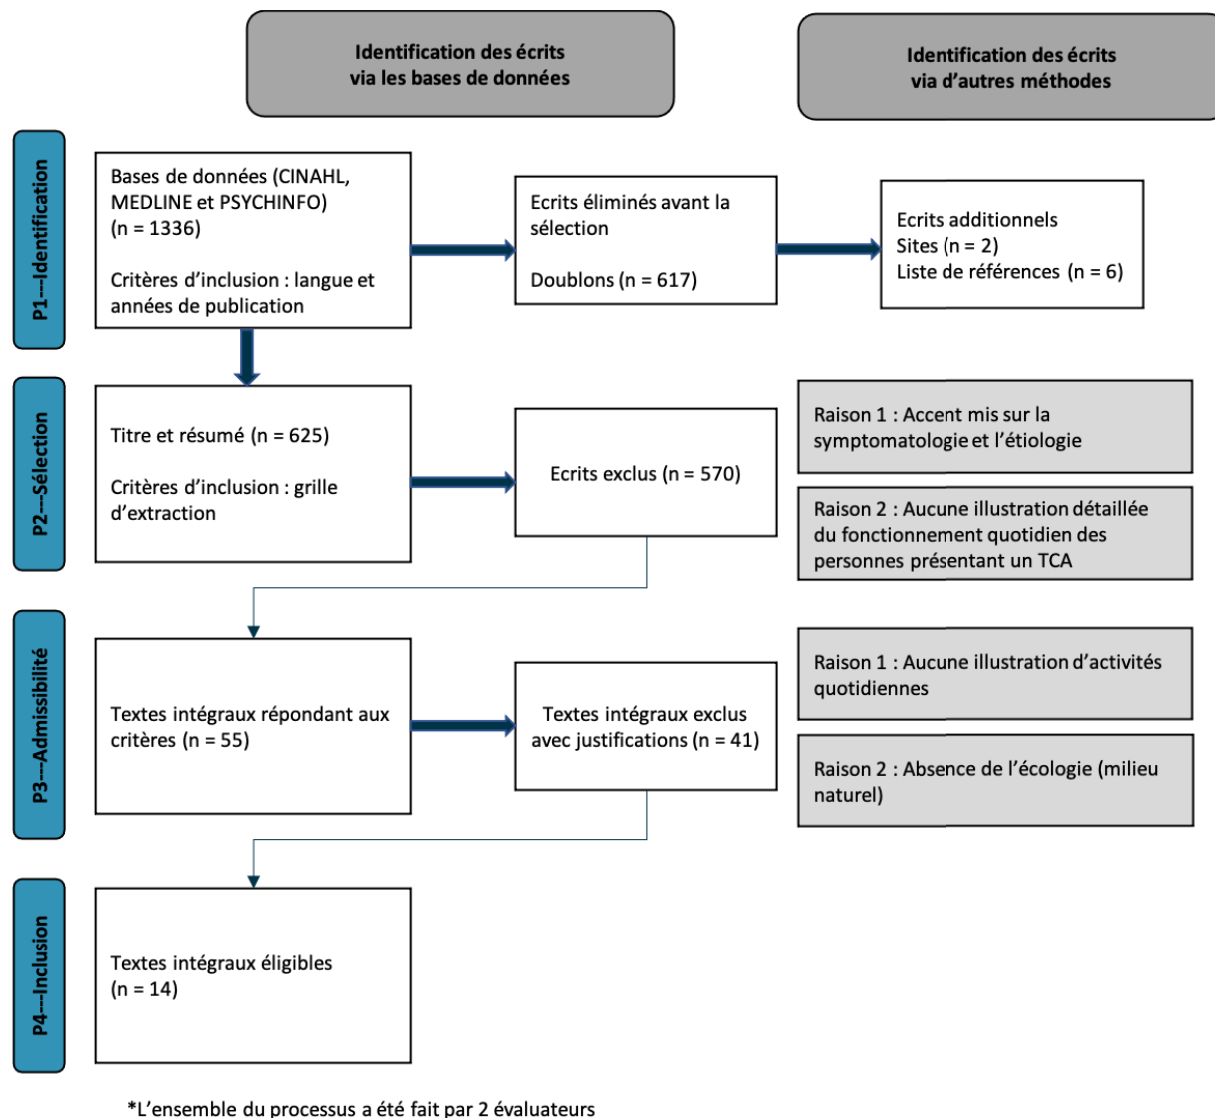 Identification des écrits
via les bases de données
Identification des écrits
via d'autres méthodes
P1---Identification
Bases de données (CINAHL,
MEDLINE et PSYCHINFO)
(n = 1336)
Critères d'inclusion : langue et
années de publication
Ecrits éliminés avant la
sélection
Doublons (n = 617)
Ecrits additionnels
Sites (n = 2)
Liste de références (n = 6)
P2---Sélection
Titre et résumé (n = 625)
Critères d'inclusion : grille
d'extraction
Ecrits exclus (n = 570)
Raison 1 : Accent mis sur la
symptomatologie et l'étiologie
Raison 2 : Aucune illustration détaillée
du fonctionnement quotidien des
personnes présentant un TCA
P3---Admissibilité
Textes intégraux répondant aux
critères (n = 55)
Textes intégraux exclus
avec justifications (n = 41)
Raison 1 : Aucune illustration d'activités
quotidiennes
Raison 2 : Absence de l'écologie (milieu
naturel)
P4---Inclusion
Textes intégraux éligibles
(n = 14)
*L'ensemble du processus a été fait par 2 évaluateurs